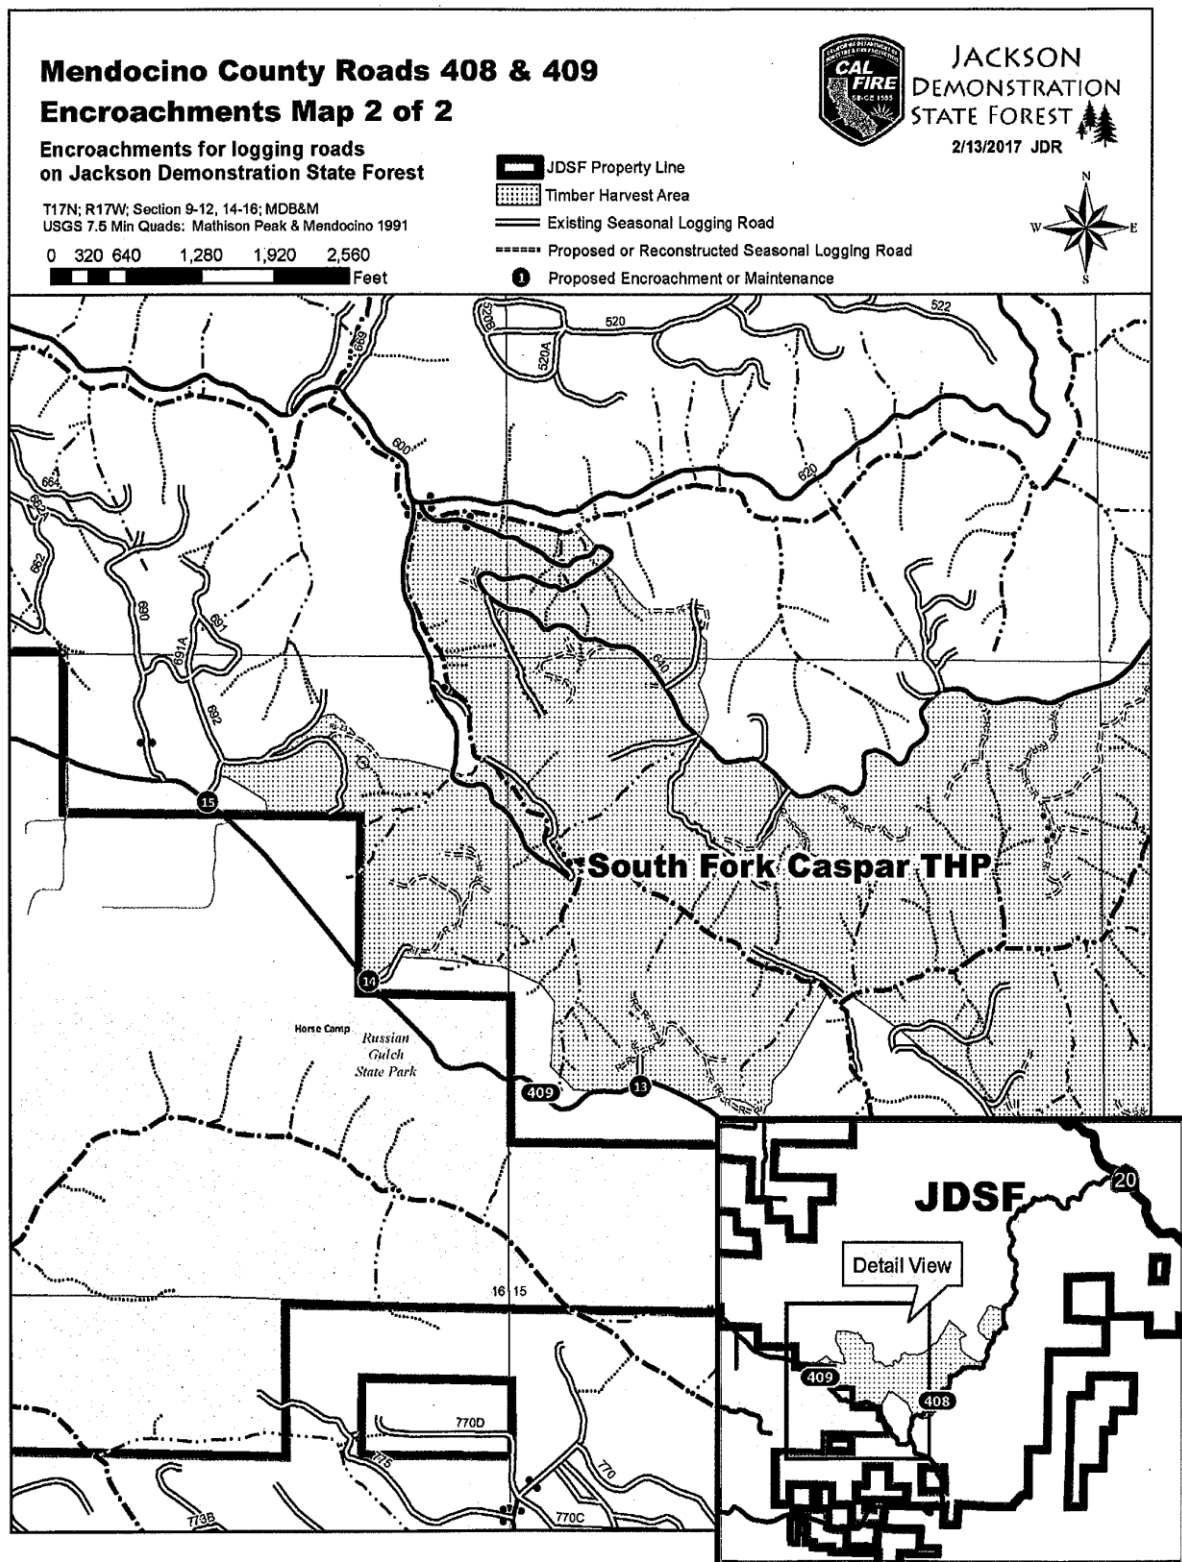 Mendocino County Roads 408 & 409
Encroachments Map 2 of 2
Encroachments for logging roads
on Jackson Demonstration State Forest
T17N; R17W; Section 9-12, 14-16; MDB&M
USGS 7.5 Min Quads: Mathison Peak & Mendocino 1991
0 320 640 1,280 1,920 2,560
Feet
JDSF Property Line
Timber Harvest Area
Existing Seasonal Logging Road
Proposed or Reconstructed Seasonal Logging Road
1 Proposed Encroachment or Maintenance
CAL
FIRE
SINCE 1885
JACKSON
DEMONSTRATION
STATE FOREST
2/13/2017 JDR
N
W E
S
520B
520
522
520A
669
600
620
664
662
690
691
691A
692
640
15
South Fork Caspar THP
14
Horse Camp
Russian
Gulch
State Park
409
13
16 15
JDSF
20
Detail View
409
408
770D
775
770
773B
770C